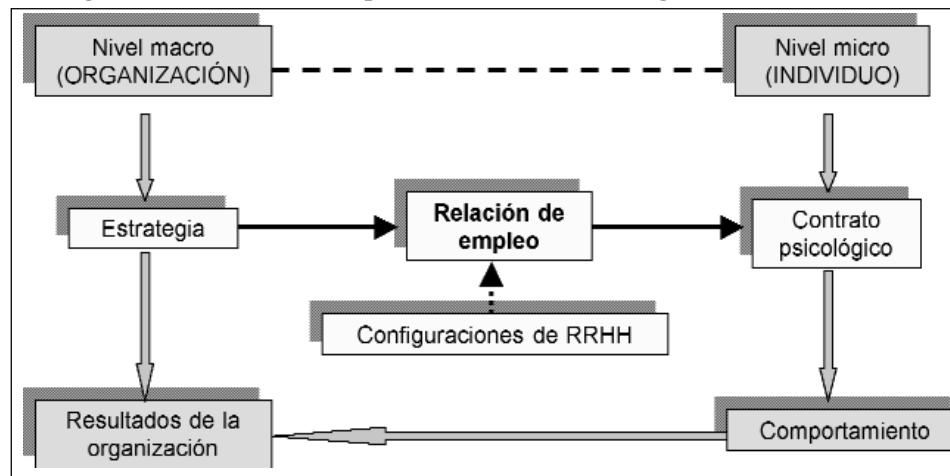 Nivel macro
(ORGANIZACIÓN)
Nivel micro
(INDIVIDUO)
Estrategia
Relación de
empleo
Contrato
psicológico
Configuraciones de RRHH
Resultados de la
organización
Comportamiento